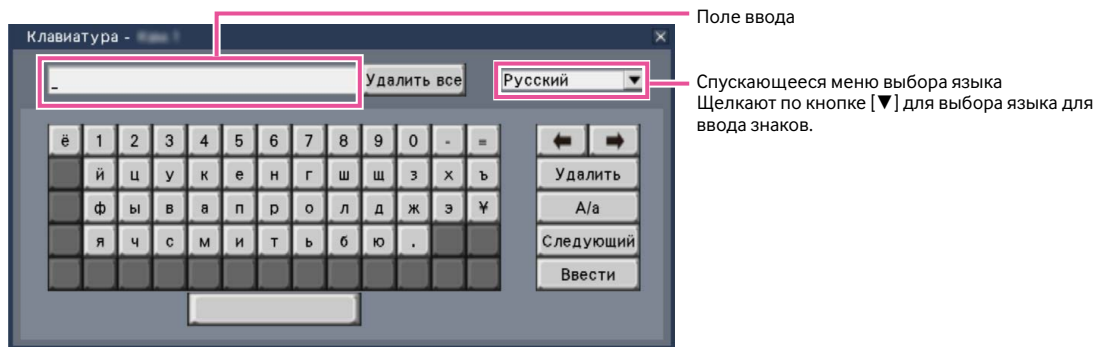 Поле ввода
Клавиатура -
_
Удалить все
Русский ▼
Спускающееся меню выбора языка
Щелкают по кнопке [▼] для выбора языка для
ввода знаков.
ё 1 2 3 4 5 6 7 8 9 0 - =
й ц у к е н г ш щ з х ъ
Удалить
ф ы в а п р о л д ж э ¥
A/a
я ч с м и т ь б ю .
Следующий
Ввести